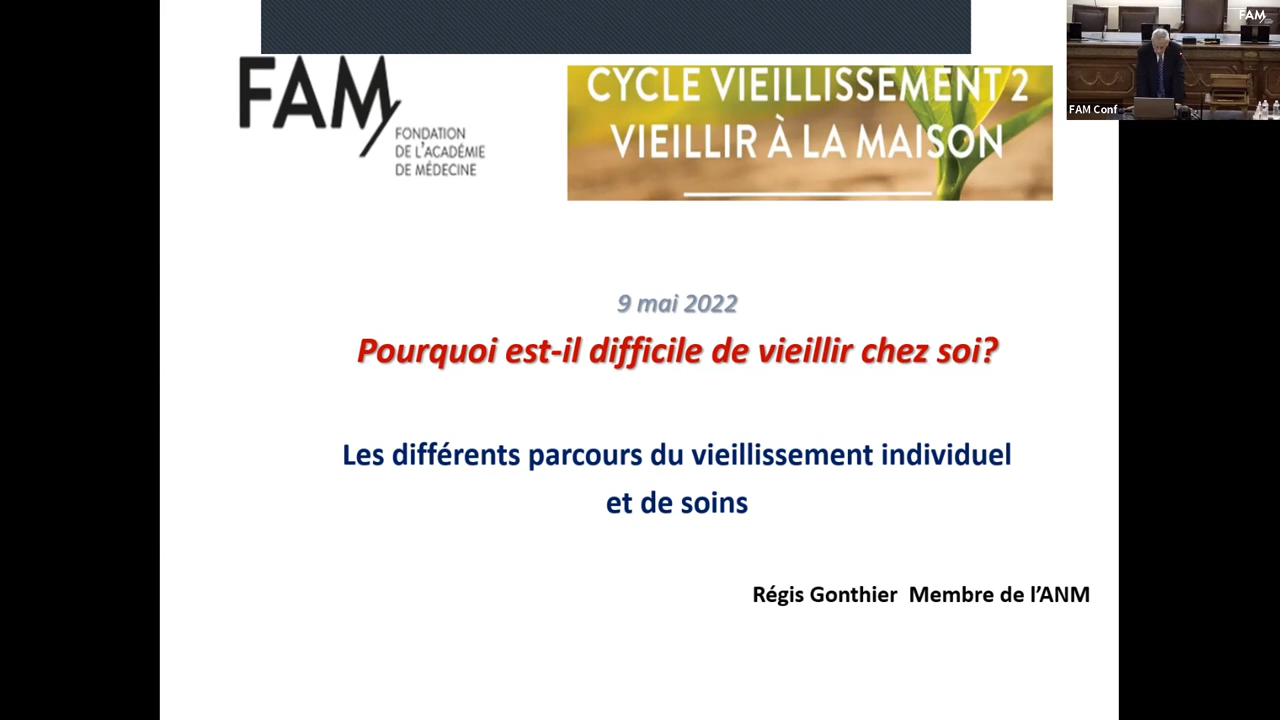 FAM
FONDATION
DE L'ACADÉMIE
DE MÉDECINE
CYCLE VIEILLISSEMENT 2
VIEILLIR À LA MAISON
FAM
FAM Conf
9 mai 2022
Pourquoi est-il difficile de vieillir chez soi?
Les différents parcours du vieillissement individuel
et de soins
Régis Gonthier Membre de l'ANM